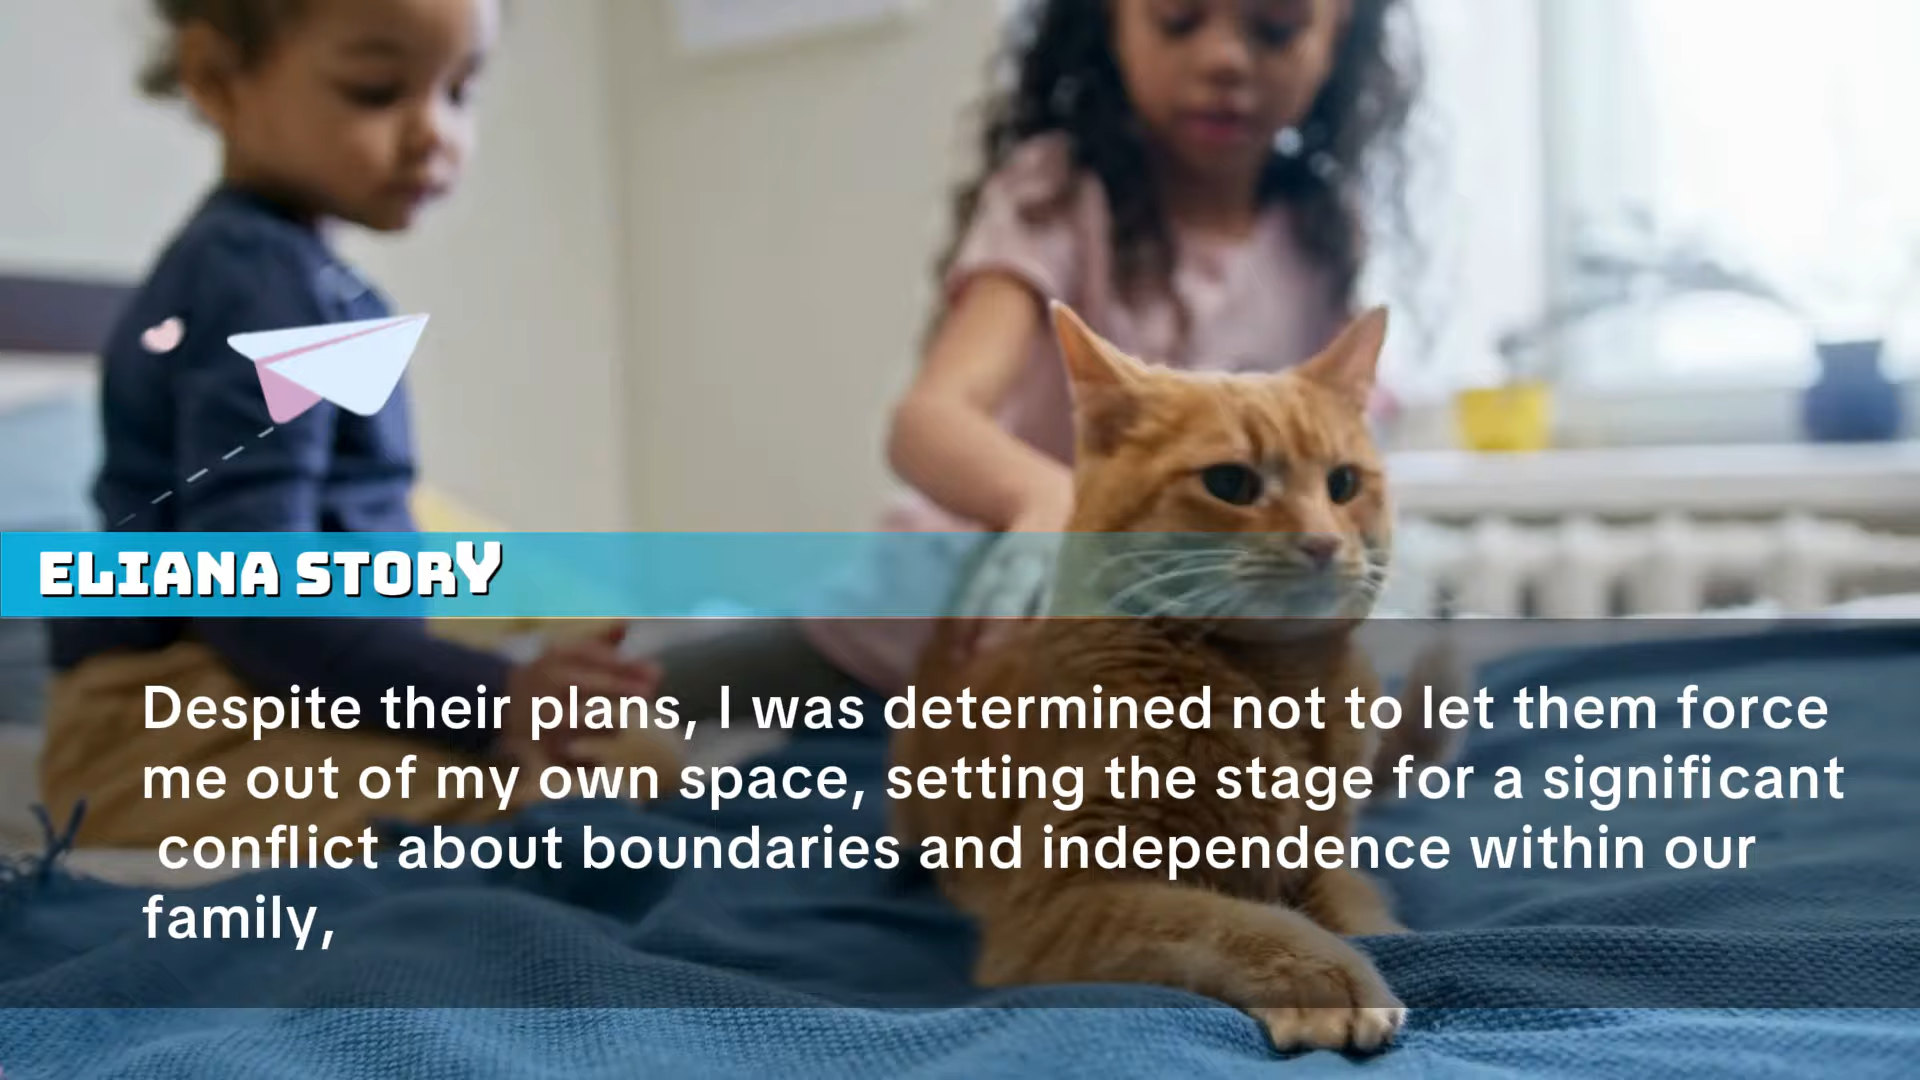 ELIANA STORY
Despite their plans, I was determined not to let them force
me out of my own space, setting the stage for a significant
conflict about boundaries and independence within our
family,